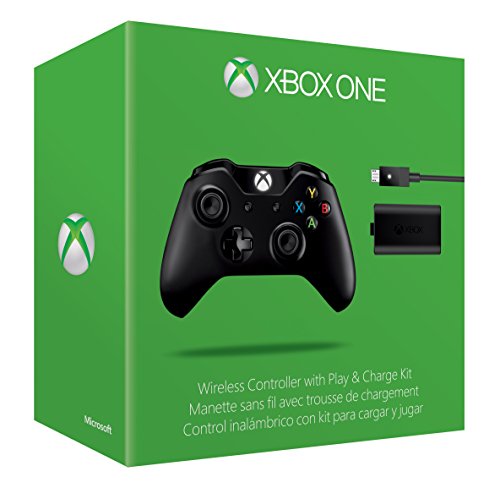 XBOX ONE
Y
X
B
A
XBOX
Wireless Controller with Play & Charge Kit
Manette sans fil avec trousse de chargement
Control inalámbrico con kit para cargar y jugar
Microsoft